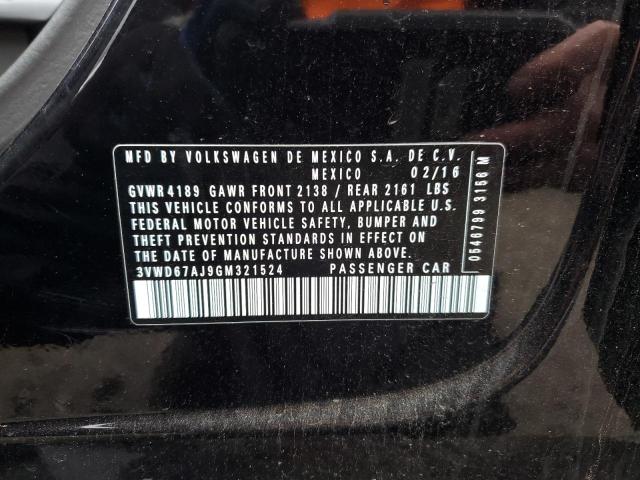 MFD BY VOLKSWAGEN DE MEXICO S.A. DE C.V.
MEXICO 02/16
GVWR 4189 GAWR FRONT 2138 / REAR 2161 LBS
THIS VEHICLE CONFORMS TO ALL APPLICABLE U.S.
FEDERAL MOTOR VEHICLE SAFETY, BUMPER AND
THEFT PREVENTION STANDARDS IN EFFECT ON
THE DATE OF MANUFACTURE SHOWN ABOVE.
3VWD67AJ9GM321524 PASSENGER CAR
0546799 3156 M